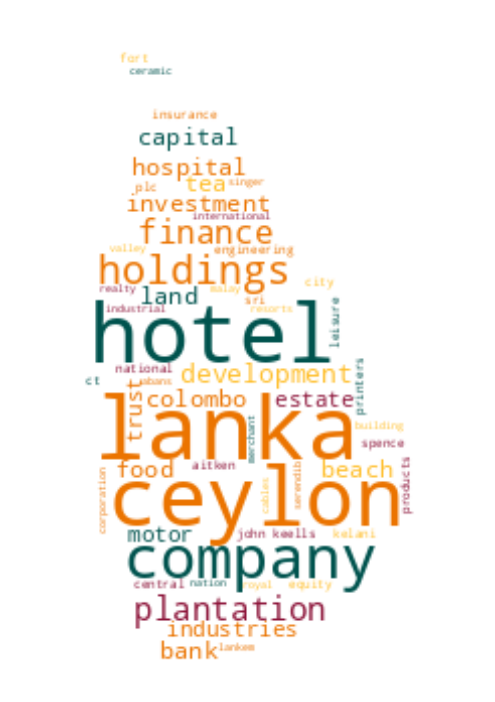 fort
ceramic
insurance
capital
hospital
plc
tea
singer
investment
international
finance
valley
engineering
holdings
city
realty
land
malay
sri
industrial
resorts
hotel
leisure
national
ct
abans
development
printers
trust
colombo
estate
lanka
merchant
building
spence
food
aitken
beach
corporation
cables
serendib
products
ceylon
motor
john keells
kelani
company
central
nation
royal
equity
plantation
industries
bank
lankem